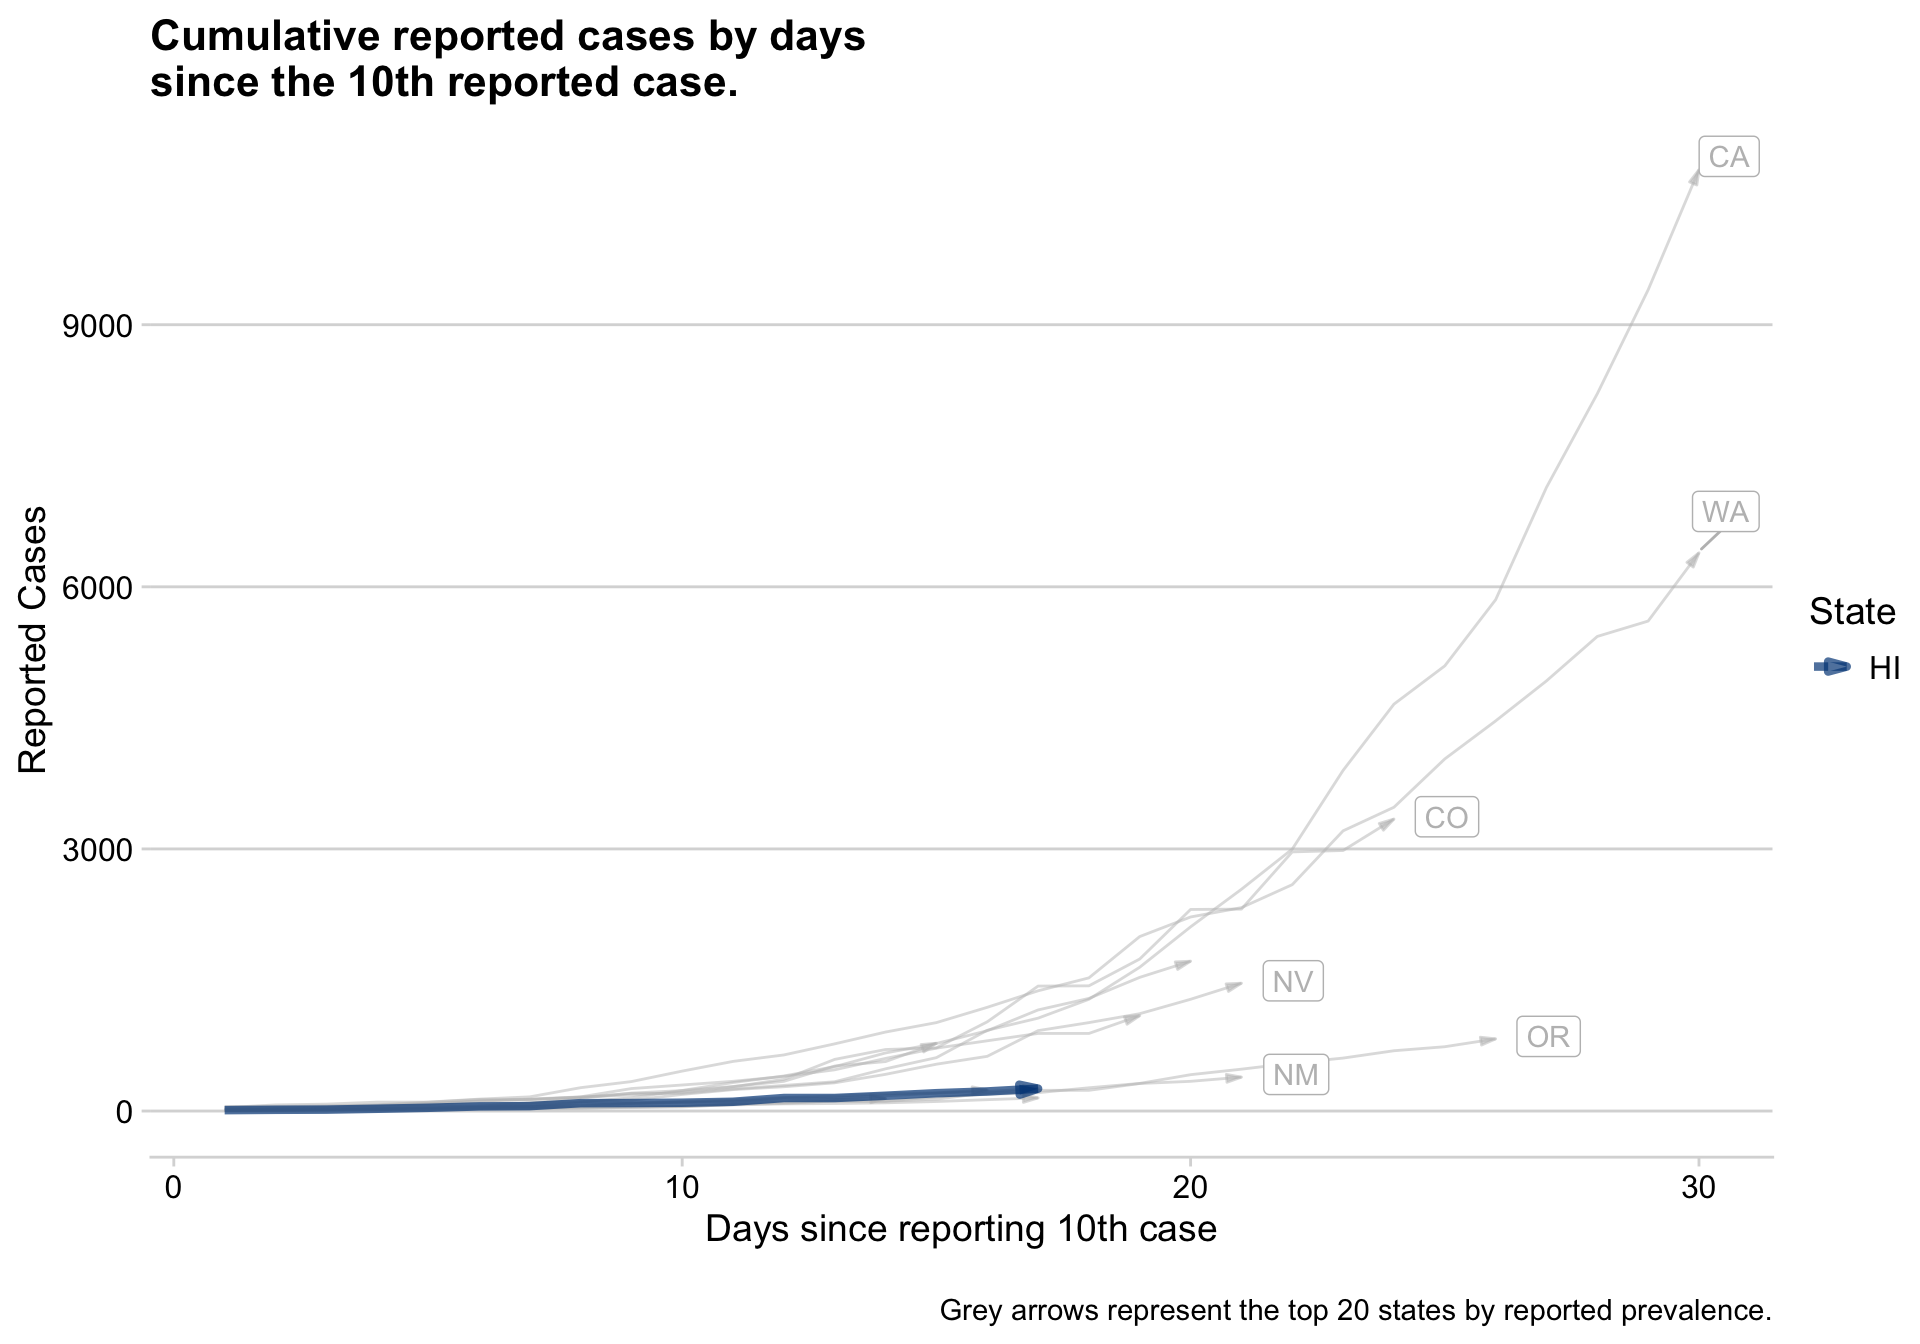 Cumulative reported cases by days
since the 10th reported case.
CA
9000
WA
6000
Reported Cases
State
HI
CO
3000
NV
OR
NM
0
0 10 20 30
Days since reporting 10th case
Grey arrows represent the top 20 states by reported prevalence.